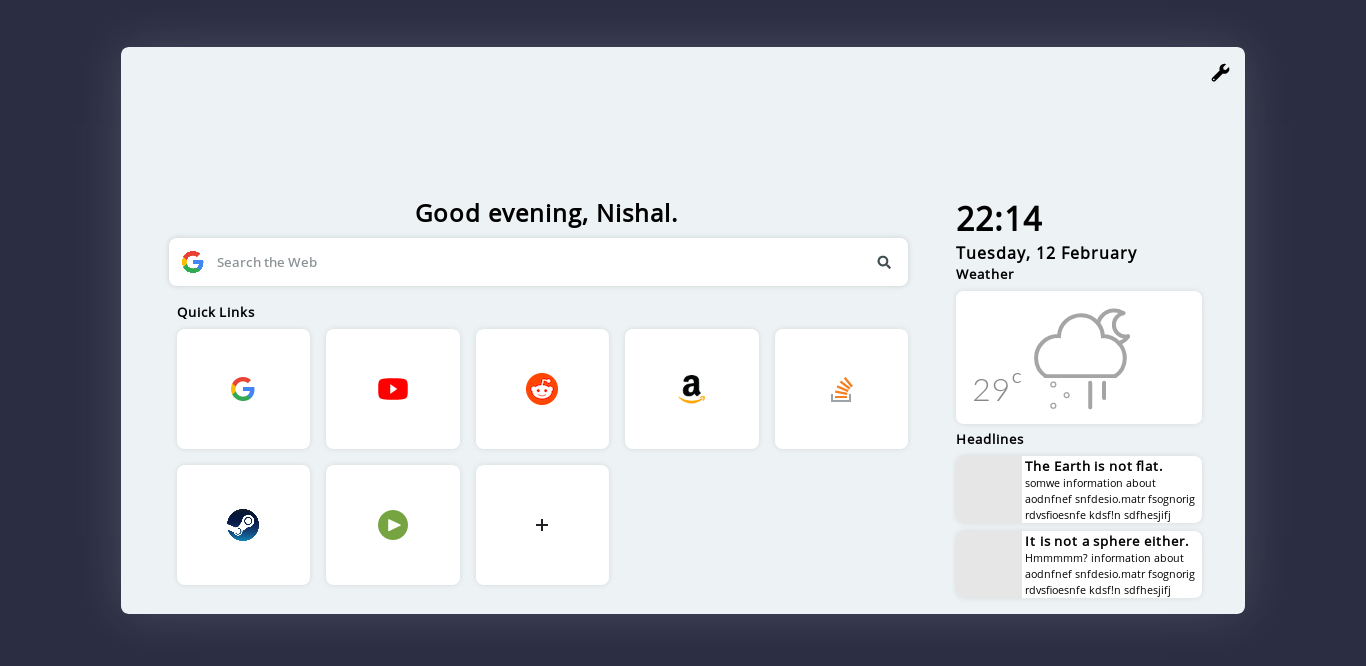 Good evening, Nishal.
Search the Web
Quick Links
22:14
Tuesday, 12 February
Weather
29 C
Headlines
The Earth is not flat.
somwe information about
aodnfnef snfdesio.matr fsognorig
rdvsfioesnfe kdsf!n sdfhesjifj
It is not a sphere either.
Hmmmmm? information about
aodnfnef snfdesio.matr fsognorig
rdvsfioesnfe kdsf!n sdfhesjifj